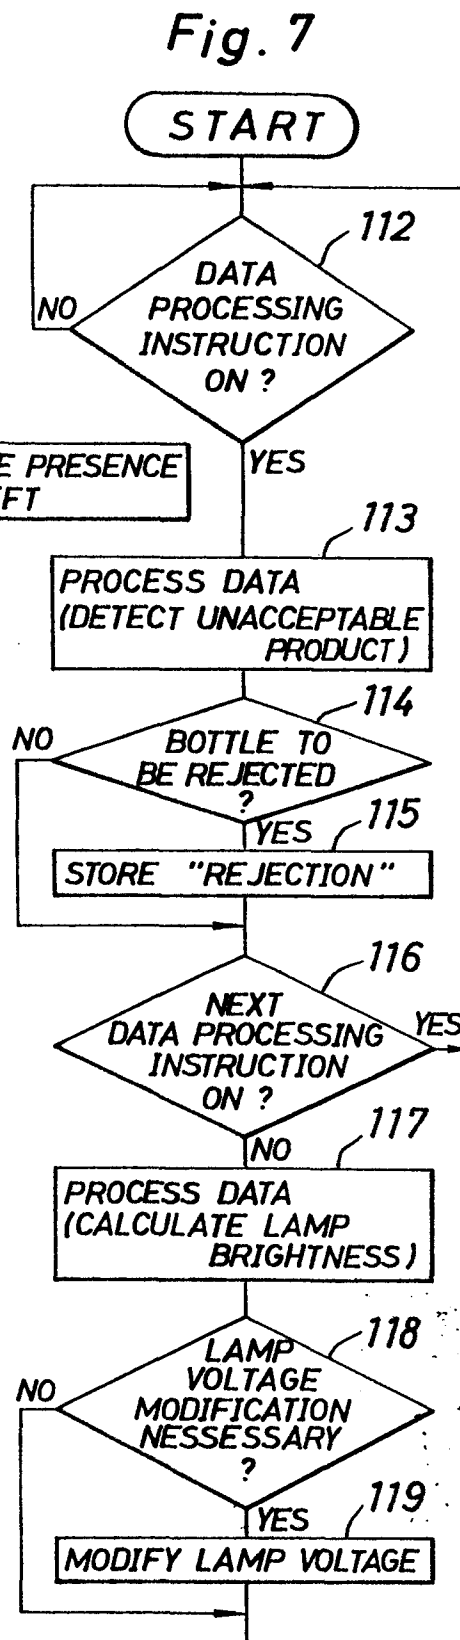 Fig. 7
START
112
DATA
PROCESSING
INSTRUCTION
ON ?
NO
YES
PRESENCE
113
PROCESS DATA
(DETECT UNACCEPTABLE
PRODUCT)
114
NO
BOTTLE TO
BE REJECTED
?
YES
115
STORE "REJECTION"
116
NEXT
DATA PROCESSING
INSTRUCTION
ON ?
YES
NO
117
PROCESS DATA
(CALCULATE LAMP
BRIGHTNESS)
118
LAMP
VOLTAGE
MODIFICATION
NESSESSARY
?
NO
YES
119
MODIFY LAMP VOLTAGE